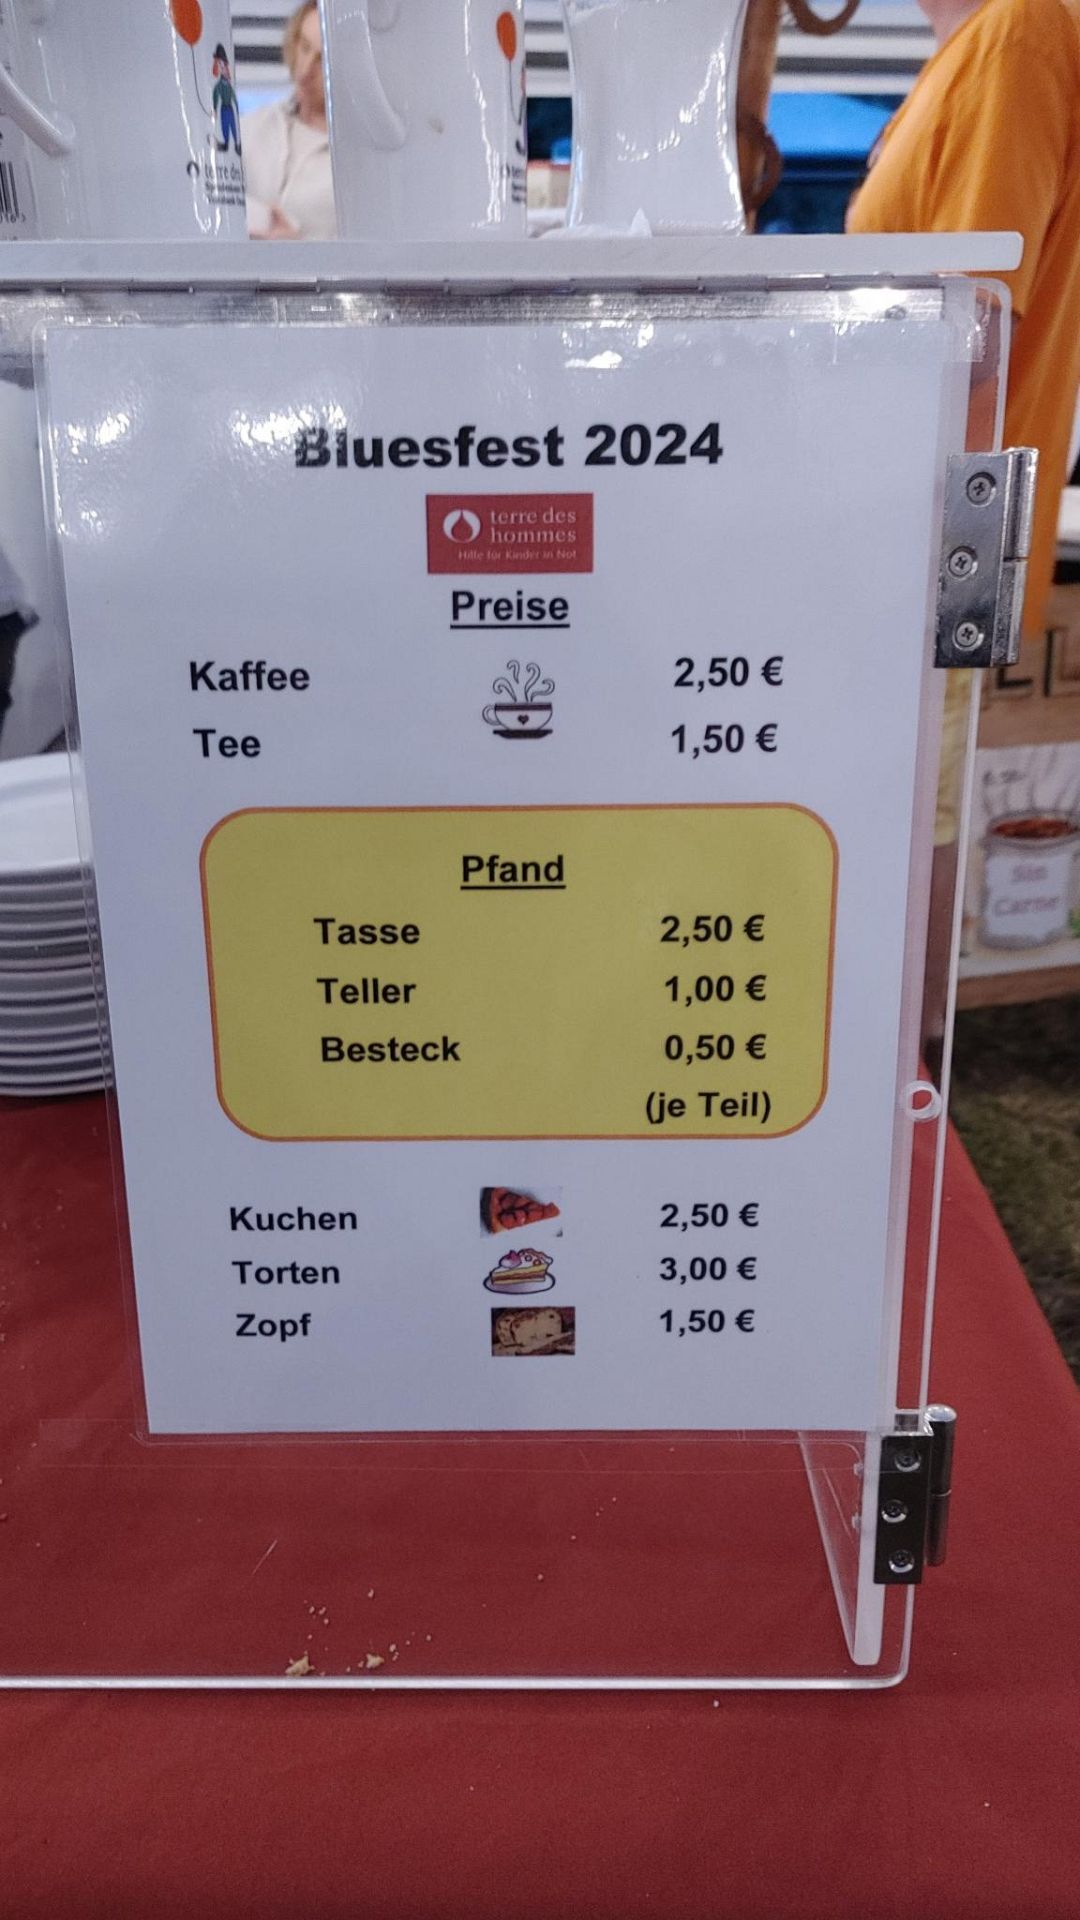 Bluesfest 2024
terre des
hommes
Hilfe für Kinder in Not
Preise
Kaffee 2,50 €
Tee 1,50 €
Pfand
Tasse 2,50 €
Teller 1,00 €
Besteck 0,50 €
(je Teil)
Kuchen 2,50 €
Torten 3,00 €
Zopf 1,50 €
Sin
Carne